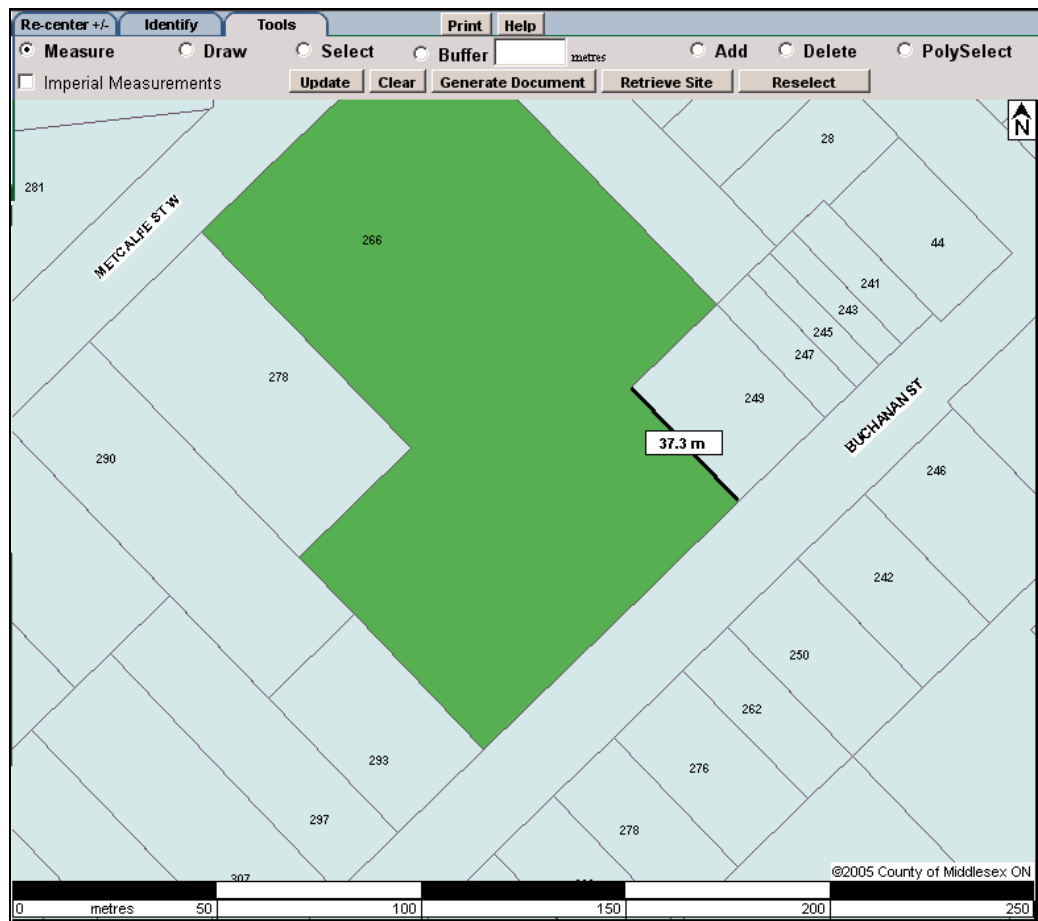 Re-center +/- Identify Tools Print Help
Measure Draw Select Buffer metres Add Delete PolySelect
Imperial Measurements Update Clear Generate Document Retrieve Site Reselect
N
28
281
METCALFE ST W
266
44
241
243
245
247
278
249
BUCHANAN ST
37.3 m
290
246
242
250
262
293
276
297
278
©2005 County of Middlesex ON
307
0 metres 50 100 150 200 250